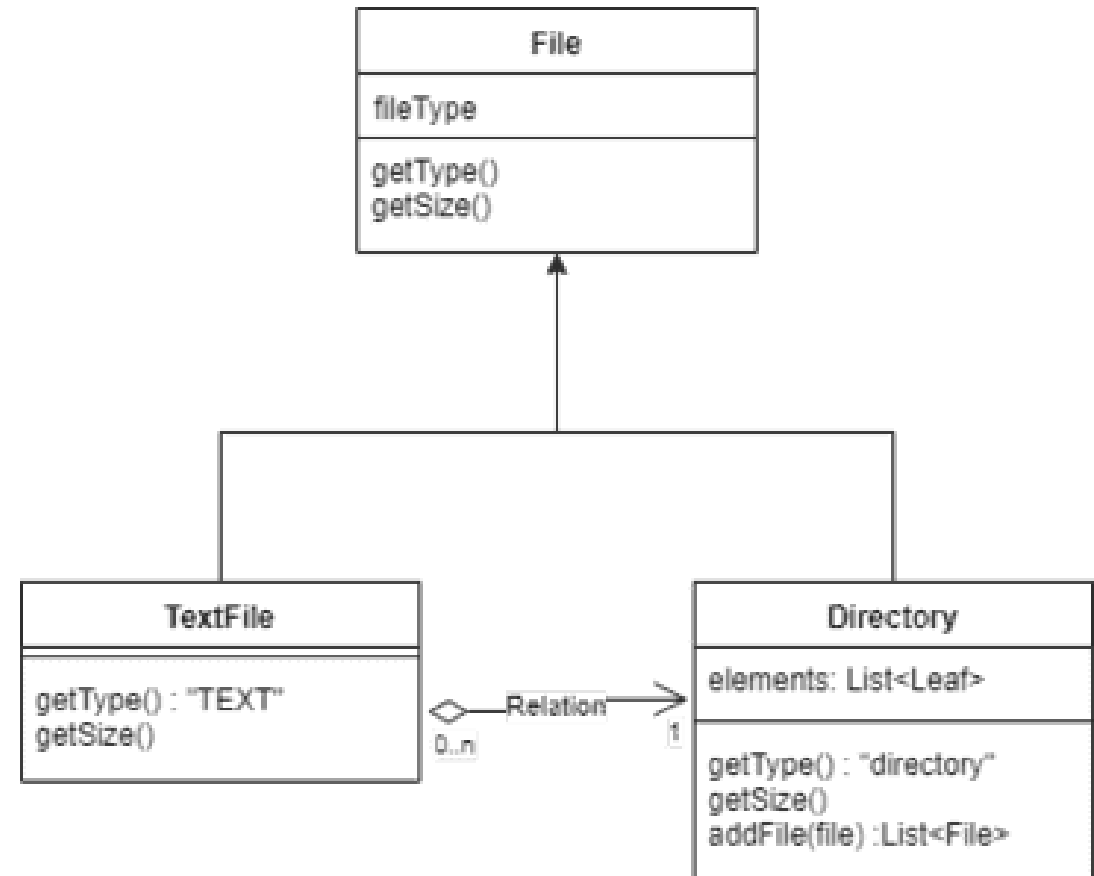 File
fileType
getType()
getSize()
TextFile
getType() : "TEXT"
getSize()
Relation
0..n
1
Directory
elements: List<Leaf>
getType() : "directory"
getSize()
addFile(file) :List<File>